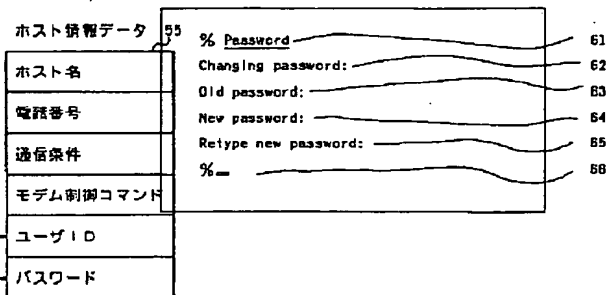 ホスト情報データ 55
ホスト名
電話番号
通信条件
モデム制御コマンド
ユーザID
パスワード
% Password 61
Changing password: 62
Old password: 63
New password: 64
Retype new password: 65
% 66